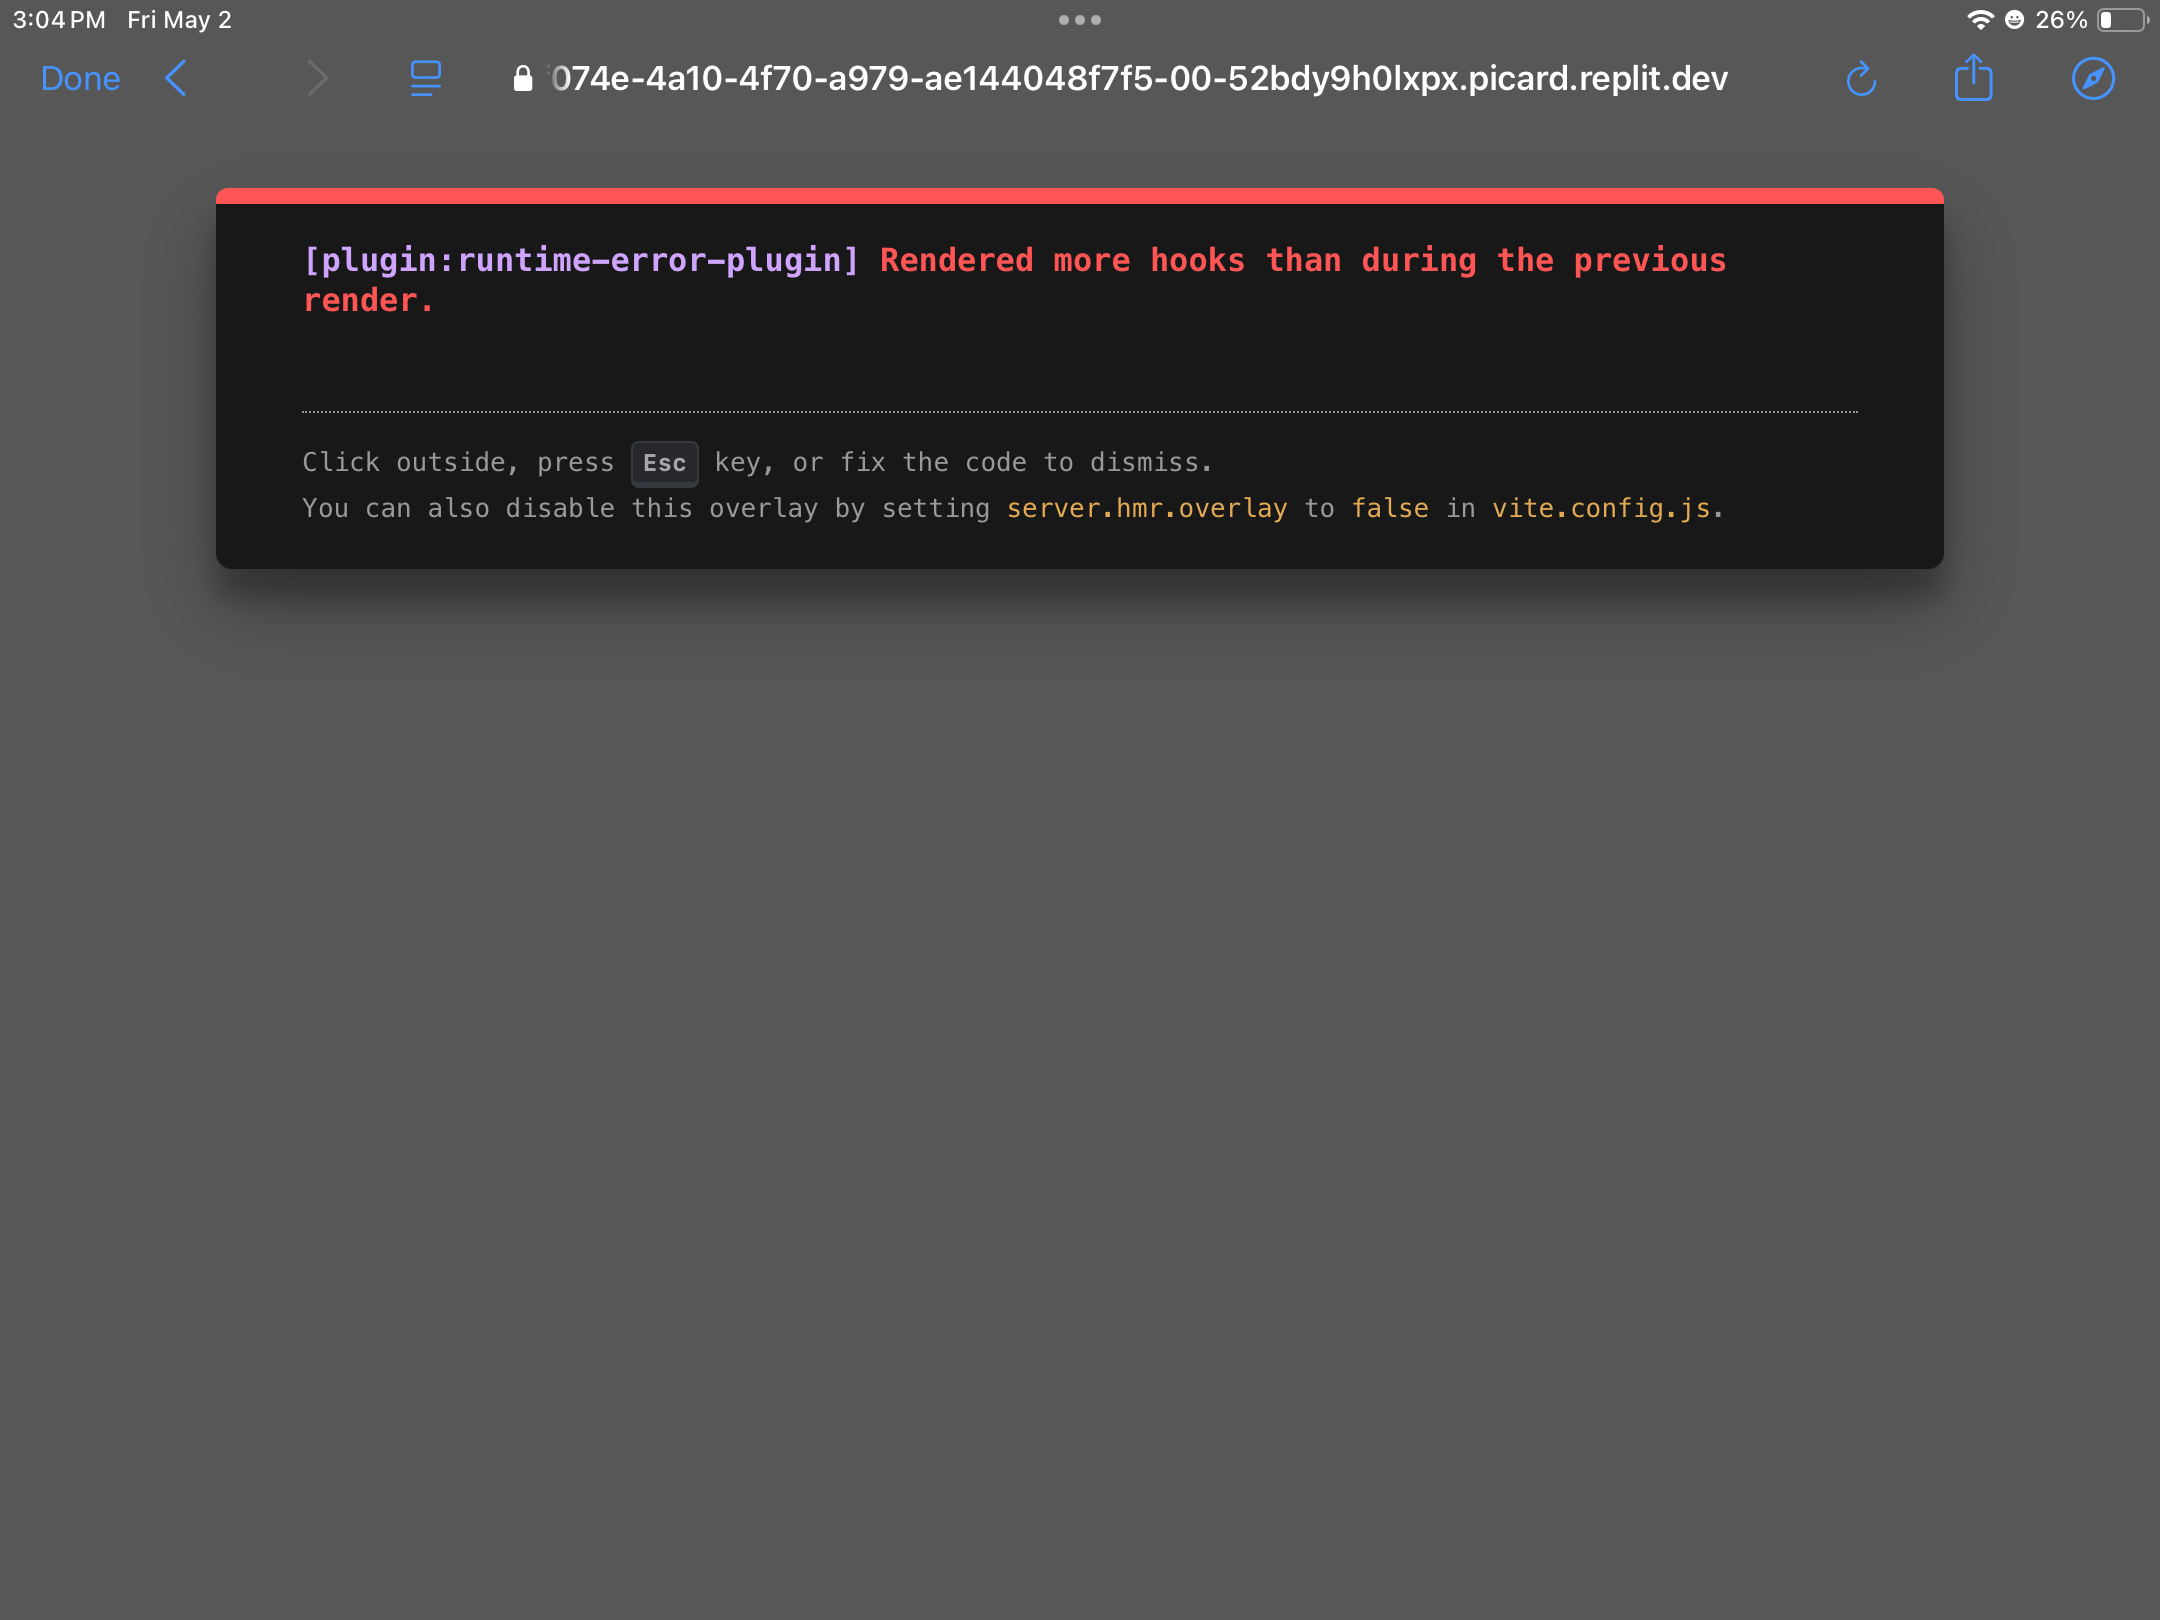 3:04 PM Fri May 2 26%
Done 074e-4a10-4f70-a979-ae144048f7f5-00-52bdy9h0lxpx.picard.replit.dev
[plugin:runtime-error-plugin] Rendered more hooks than during the previous
render.
Click outside, press Esc key, or fix the code to dismiss.
You can also disable this overlay by setting server.hmr.overlay to false in vite.config.js.